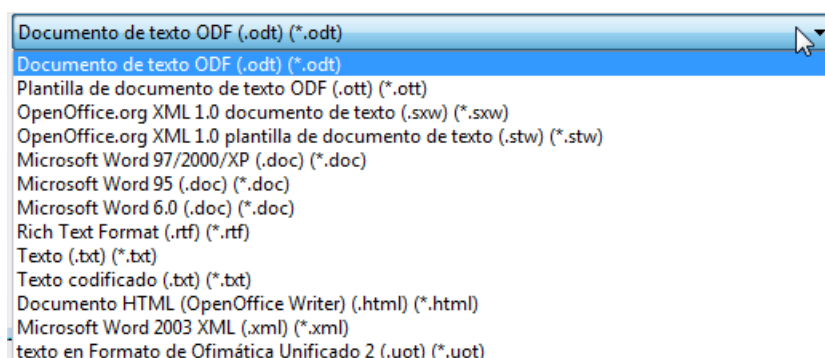 Documento de texto ODF (.odt) (*.odt)
Documento de texto ODF (.odt) (*.odt)
Plantilla de documento de texto ODF (.ott) (*.ott)
OpenOffice.org XML 1.0 documento de texto (.sxw) (*.sxw)
OpenOffice.org XML 1.0 plantilla de documento de texto (.stw) (*.stw)
Microsoft Word 97/2000/XP (.doc) (*.doc)
Microsoft Word 95 (.doc) (*.doc)
Microsoft Word 6.0 (.doc) (*.doc)
Rich Text Format (.rtf) (*.rtf)
Texto (.txt) (*.txt)
Texto codificado (.txt) (*.txt)
Documento HTML (OpenOffice Writer) (.html) (*.html)
Microsoft Word 2003 XML (.xml) (*.xml)
texto en Formato de Ofimática Unificado 2 (.uot) (*.uot)